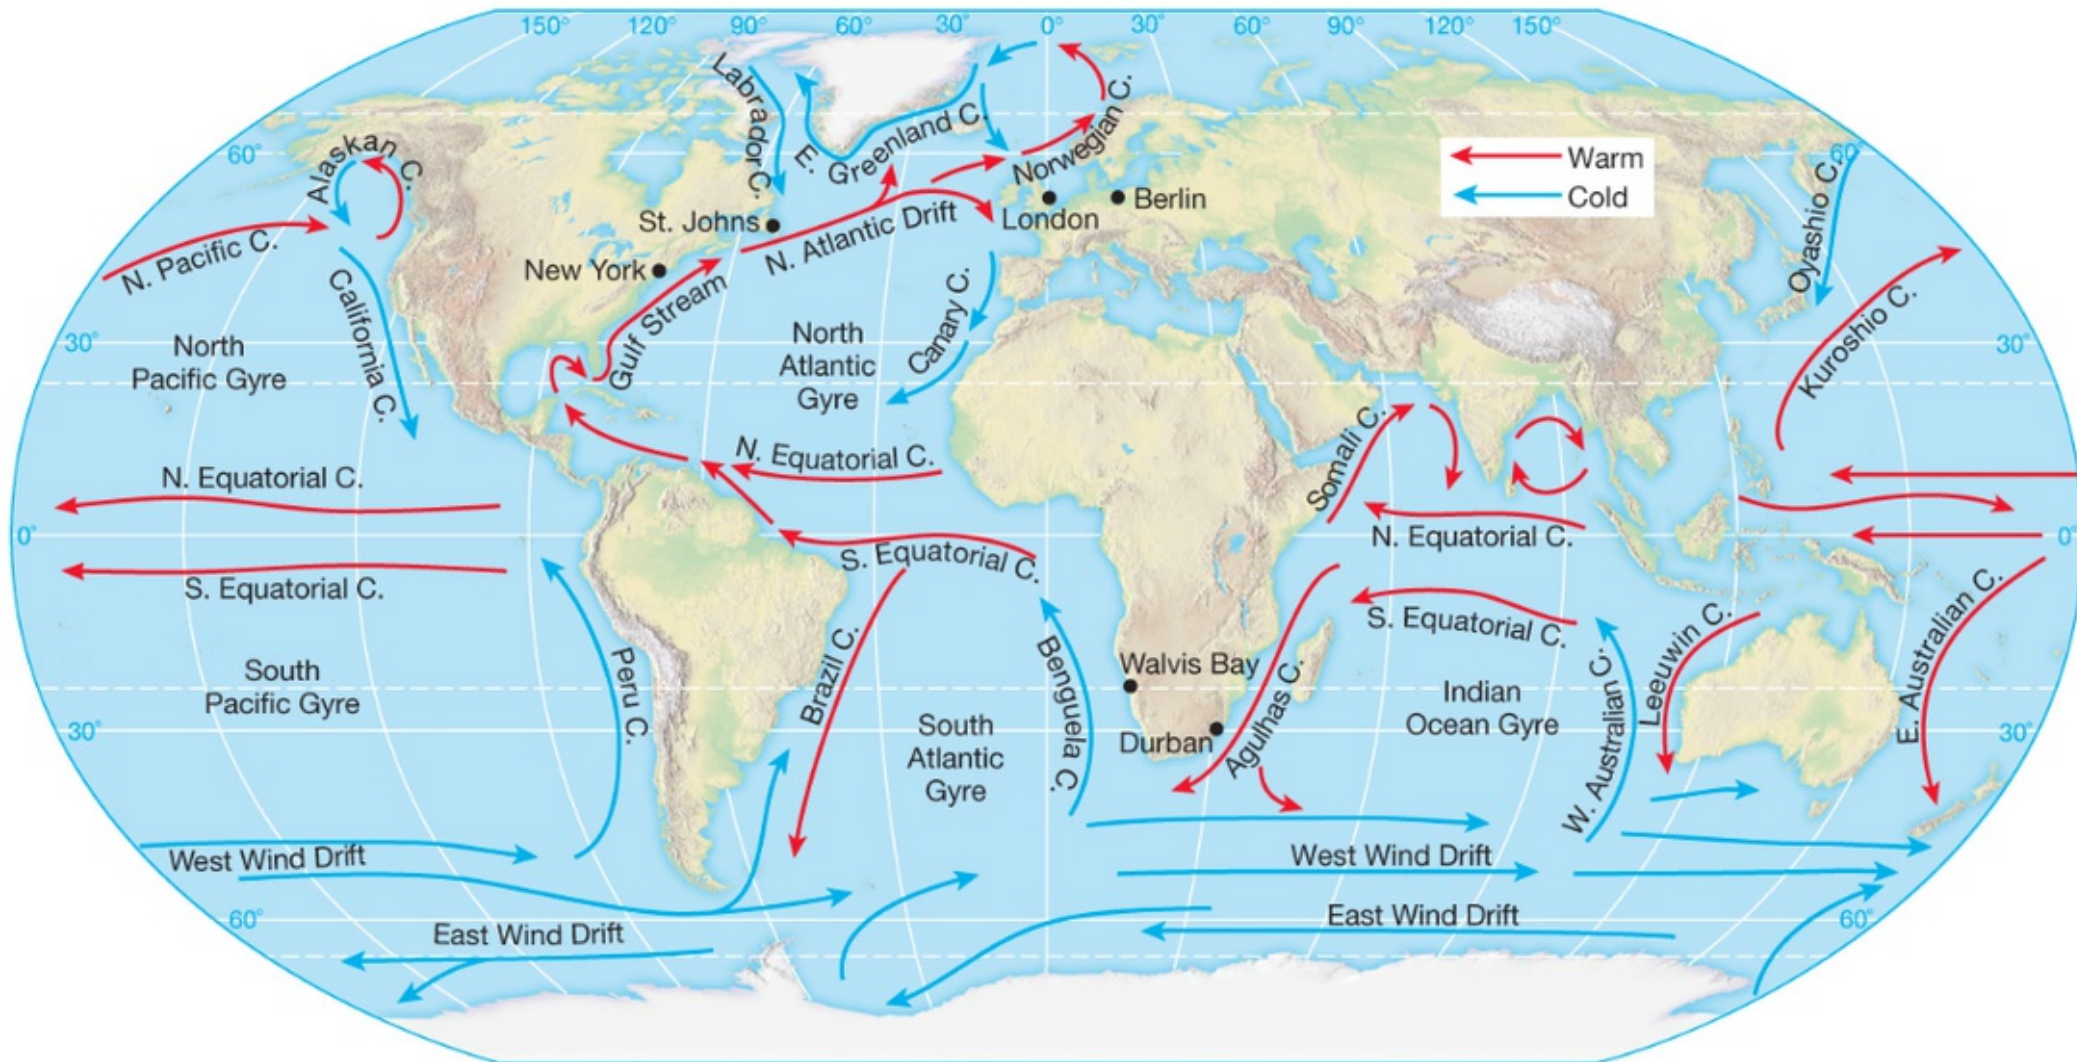 150°
120°
90°
60°
30°
0°
30°
60°
90°
120°
150°
Labrador C.
E. Greenland C.
Norwegian C.
60°
Alaskan C.
Warm
Cold
60°
Oyashio C.
St. Johns
London
Berlin
N. Pacific C.
N. Atlantic Drift
New York
California C.
Gulf Stream
Canary C.
Kuroshio C.
North
Pacific Gyre
30°
North
Atlantic
Gyre
30°
N. Equatorial C.
N. Equatorial C.
Somali C.
N. Equatorial C.
0°
0°
S. Equatorial C.
S. Equatorial C.
S. Equatorial C.
South
Pacific Gyre
Peru C.
Brazil C.
Benguela C.
Walvis Bay
Durban
Agulhas C.
Indian
Ocean Gyre
W. Australian C.
Leeuwin C.
E. Australian C.
30°
South
Atlantic
Gyre
30°
West Wind Drift
West Wind Drift
60°
East Wind Drift
East Wind Drift
60°